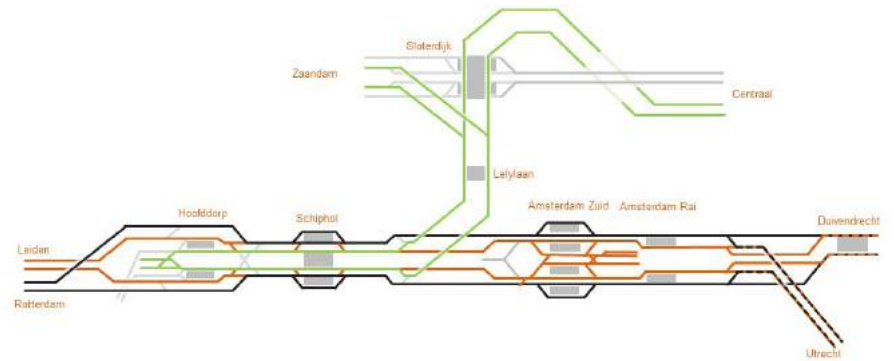 Sloterdijk
Zaandam
Centraal
Lelylaan
Hoofddorp
Schiphol
Amsterdam Zuid
Amsterdam Rai
Duivendrecht
Leiden
Rotterdam
Utrecht